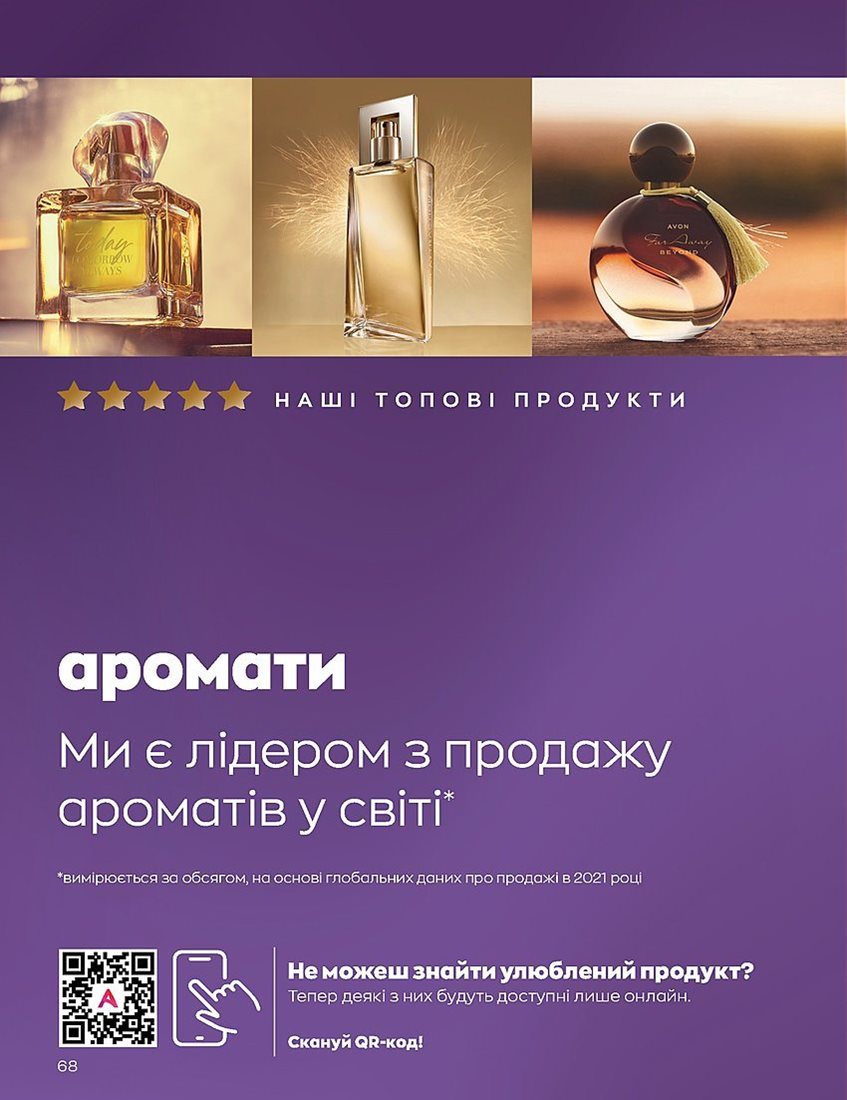 today
TOMORROW
ALWAYS
AVON
Far Away
BEYOND
НАШІ ТОПОВІ ПРОДУКТИ
аромати
Ми є лідером з продажу
ароматів у світі*
*вимірюється за обсягом, на основі глобальних даних про продажі в 2021 році
A
Не можеш знайти улюблений продукт?
Тепер деякі з них будуть доступні лише онлайн.
Скануй QR-код!
68